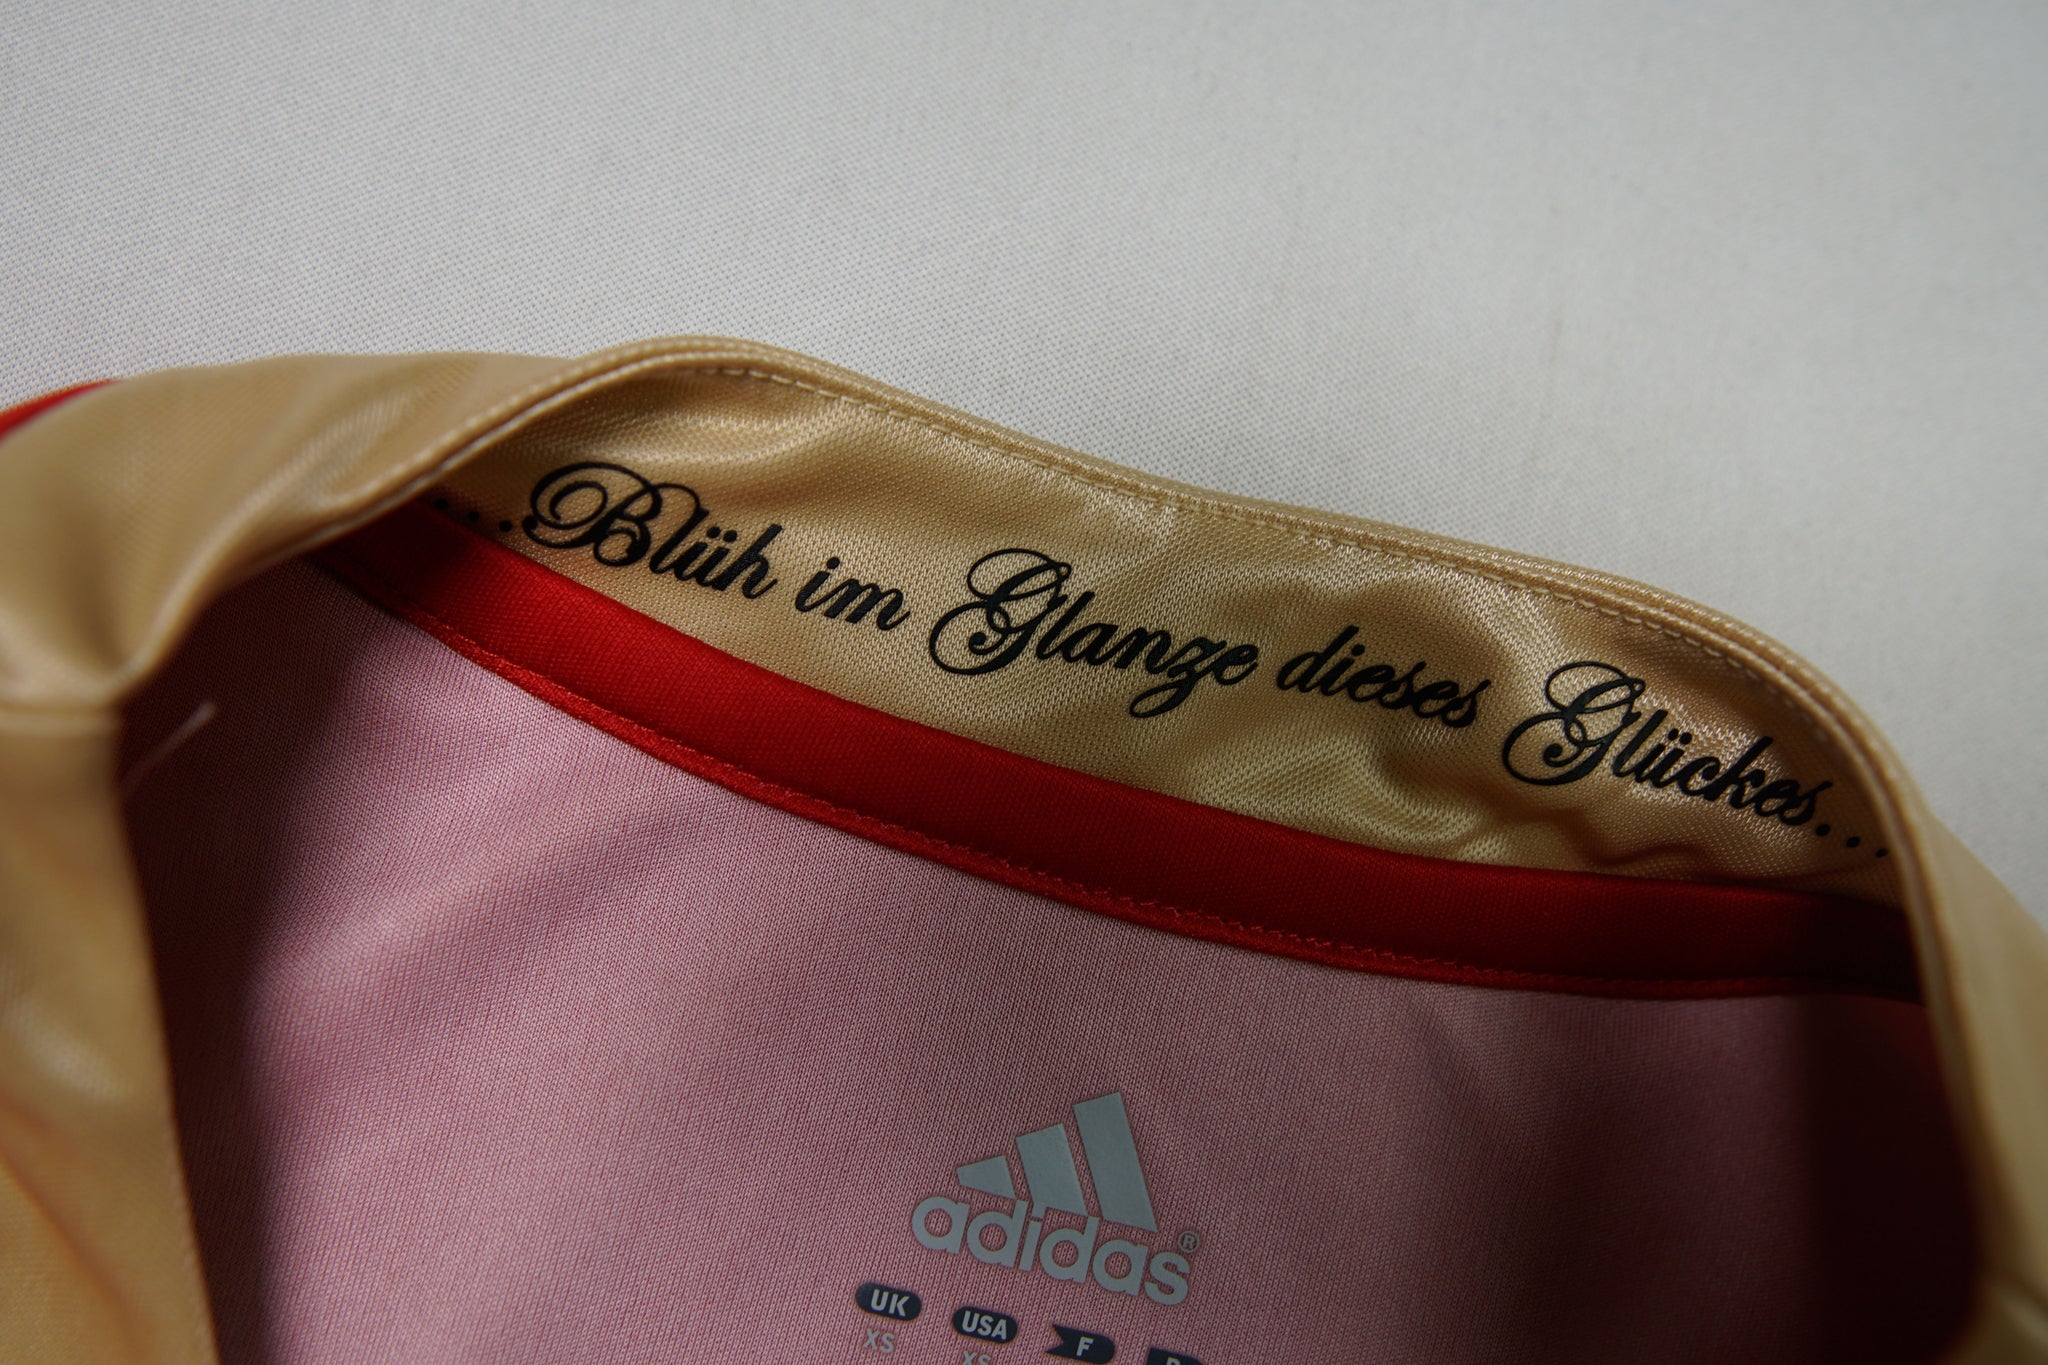 ...Blüh im Glanze dieses Glückes...
adidas®
UK USA F
XS XS